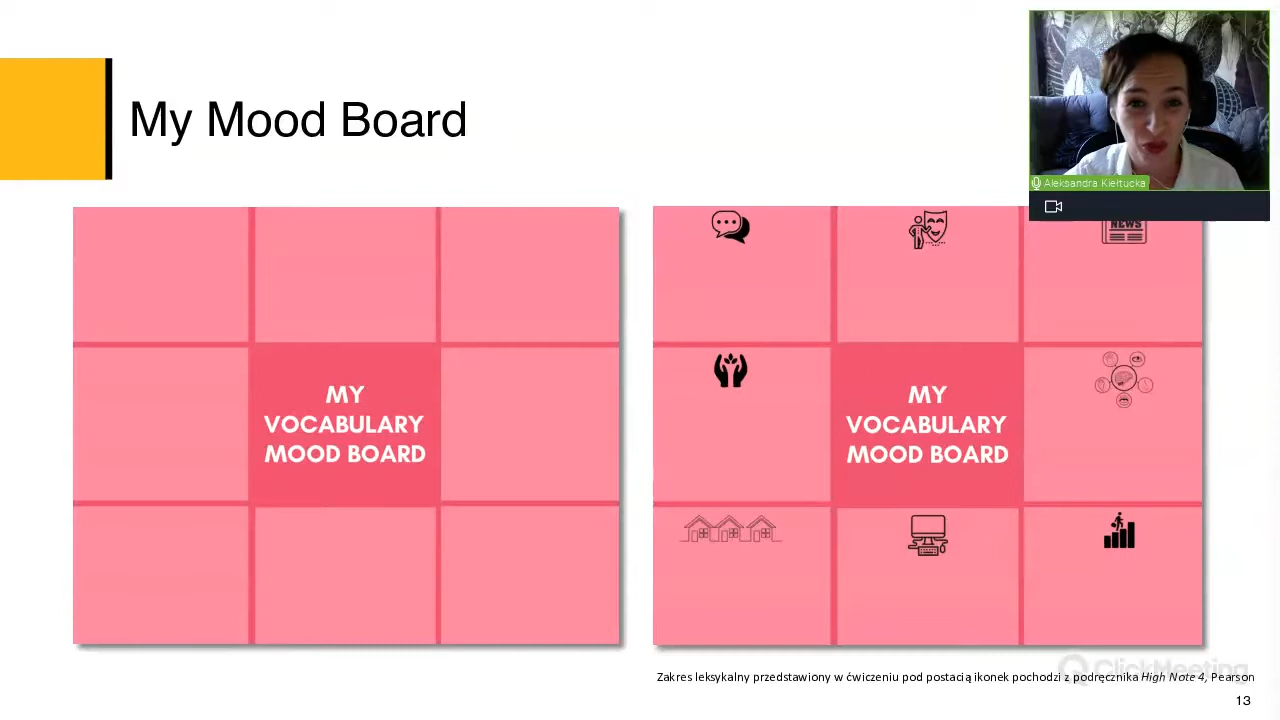 My Mood Board
Aleksandra Kiełtucka
NEWS
MY
VOCABULARY
MOOD BOARD
MY
VOCABULARY
MOOD BOARD
ClickMeeting
Zakres leksykalny przedstawiony w ćwiczeniu pod postacią ikonek pochodzi z podręcznika High Note 4, Pearson
13